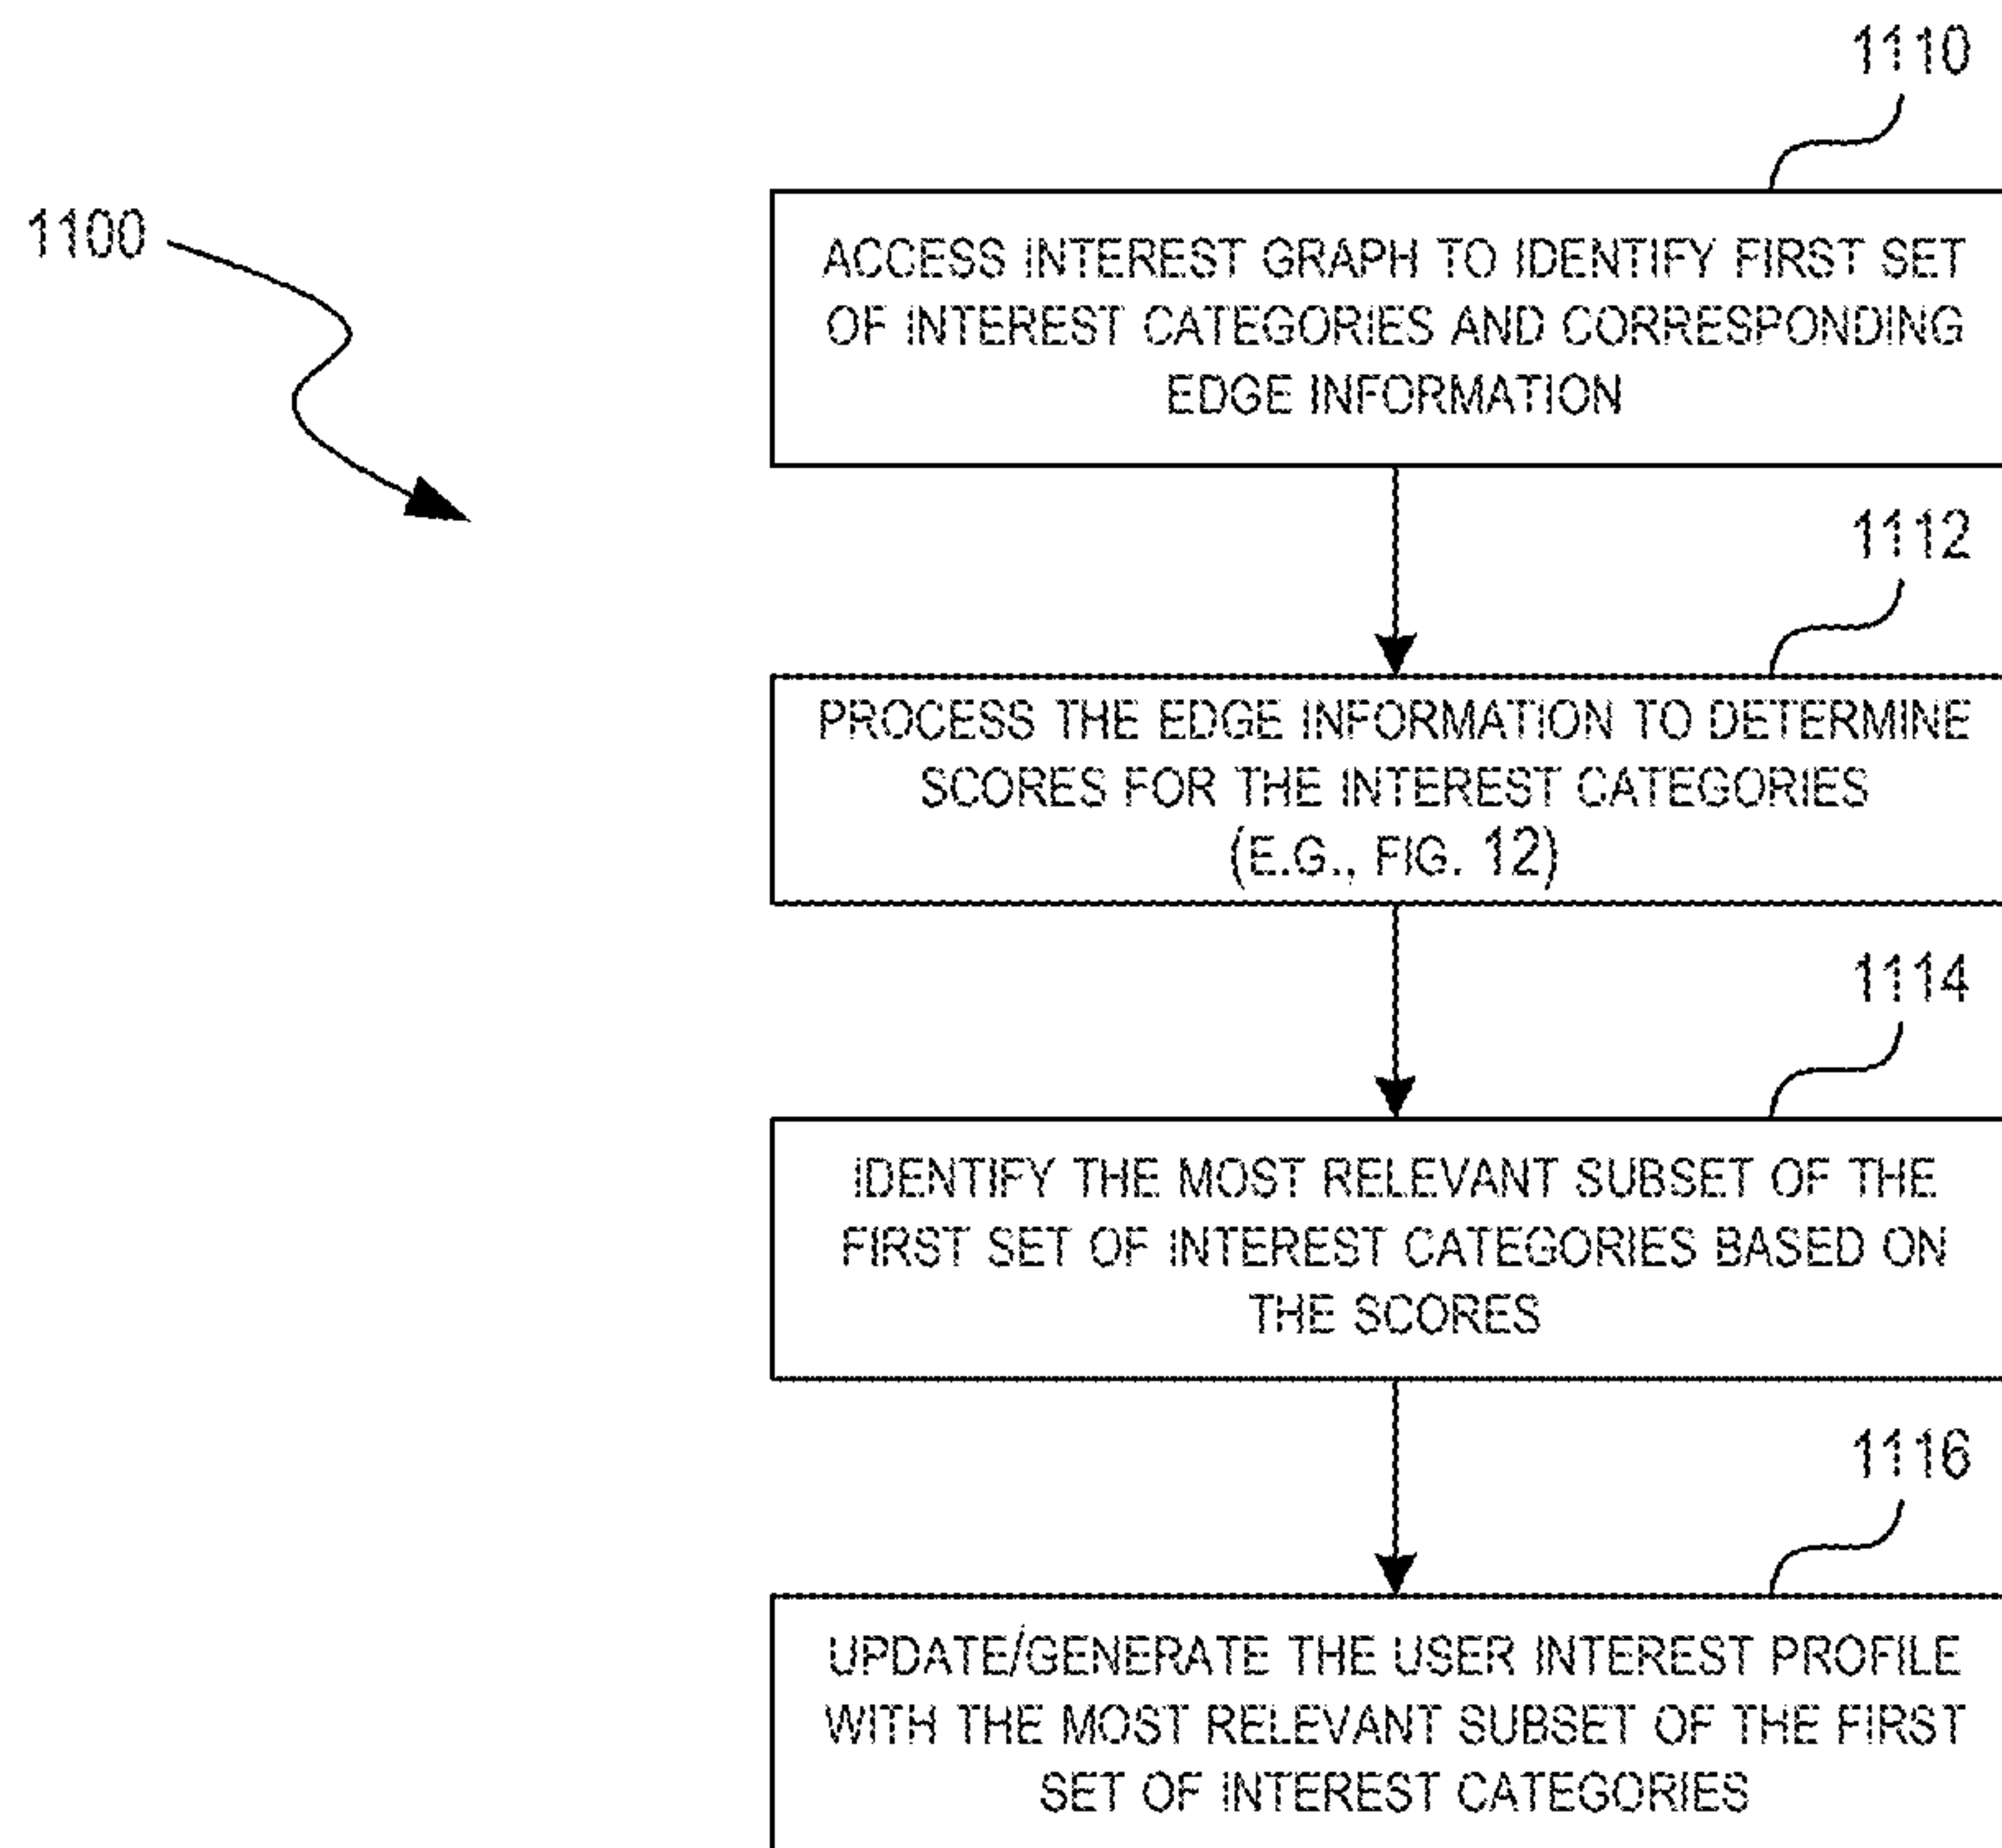 1110
1100
ACCESS INTEREST GRAPH TO IDENTIFY FIRST SET
OF INTEREST CATEGORIES AND CORRESPONDING
EDGE INFORMATION
1112
PROCESS THE EDGE INFORMATION TO DETERMINE
SCORES FOR THE INTEREST CATEGORIES
(E.G., FIG. 12)
1114
IDENTIFY THE MOST RELEVANT SUBSET OF THE
FIRST SET OF INTEREST CATEGORIES BASED ON
THE SCORES
1116
UPDATE/GENERATE THE USER INTEREST PROFILE
WITH THE MOST RELEVANT SUBSET OF THE FIRST
SET OF INTEREST CATEGORIES